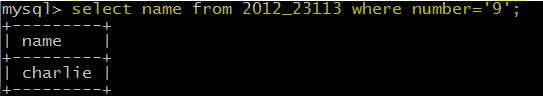 mysql> select name from 2012_23113 where number='9';
+---------+
| name    |
+---------+
| charlie |
+---------+